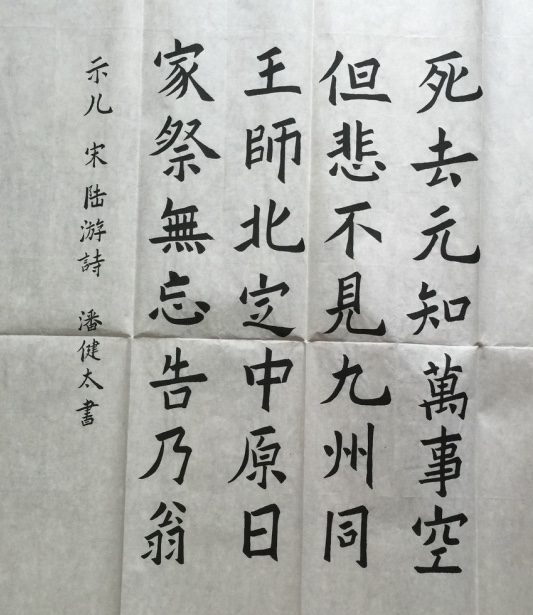 死去元知萬事空
但悲不見九州同
王師北定中原日
家祭無忘告乃翁
示儿 宋 陆游詩 潘健太書